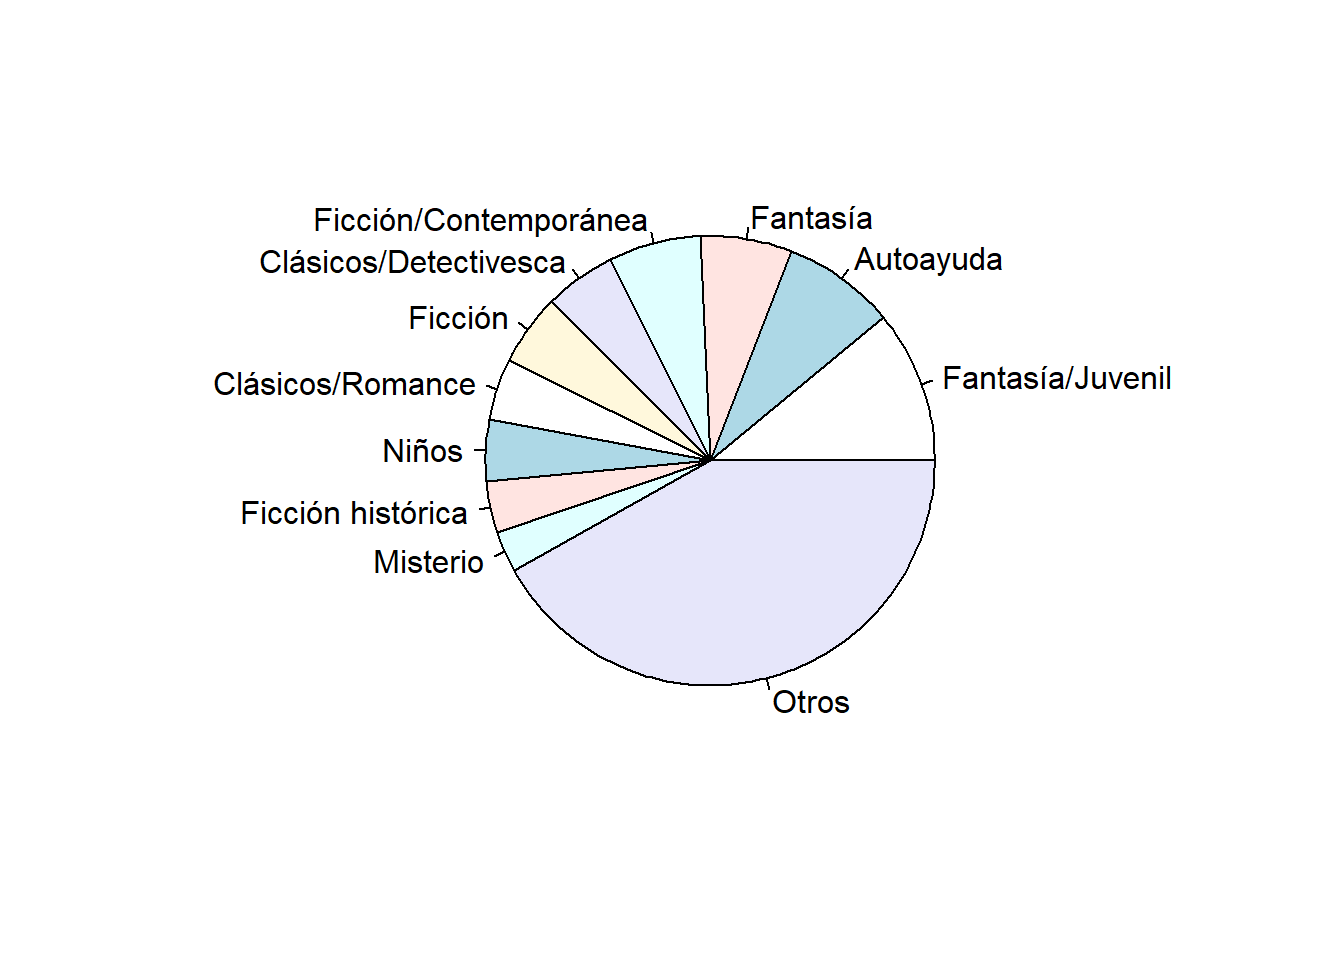 Ficción/Contemporánea
Fantasía
Clásicos/Detectivesca
Autoayuda
Ficción
Clásicos/Romance
Fantasía/Juvenil
Niños
Ficción histórica
Misterio
Otros